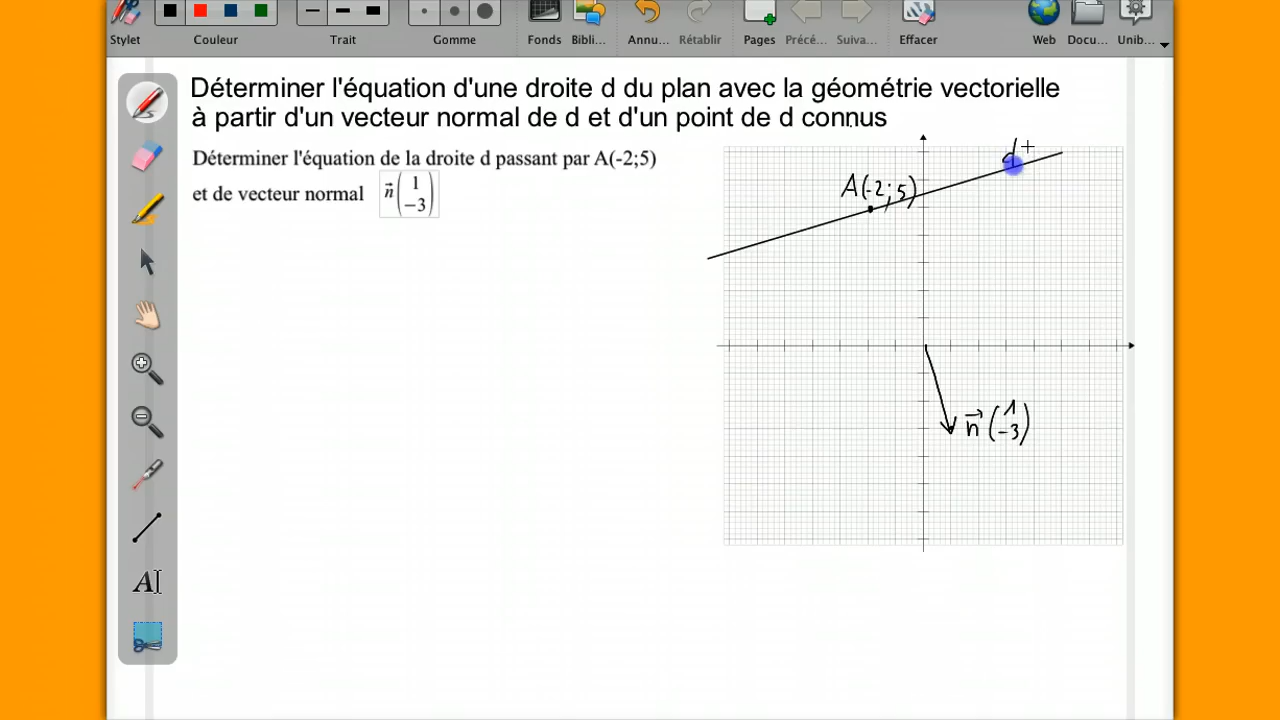 Stylet Couleur Trait Gomme Fonds Bibli... Annu... Rétablir Pages Précé... Suiva... Effacer Web Docu... Unib...
Déterminer l'équation d'une droite d du plan avec la géométrie vectorielle
à partir d'un vecteur normal de d et d'un point de d connus
Déterminer l'équation de la droite d passant par A(-2;5)
et de vecteur normal n⃗ (1
−3)
d
A(-2;5)
n⃗ (1
-3)
A